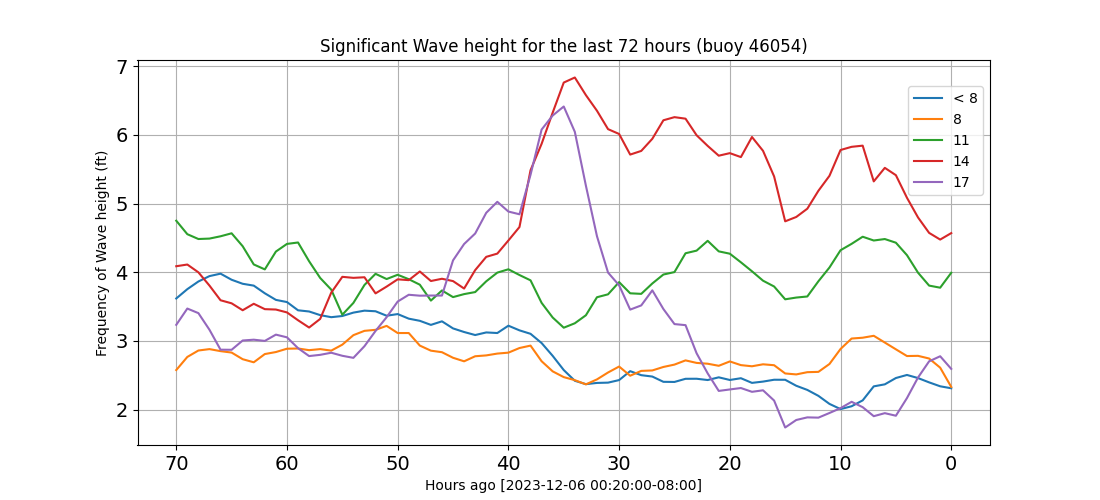 Significant Wave height for the last 72 hours (buoy 46054)
Frequency of Wave height (ft)
7
6
5
4
3
2
< 8
8
11
14
17
70 60 50 40 30 20 10 0
Hours ago [2023-12-06 00:20:00-08:00]